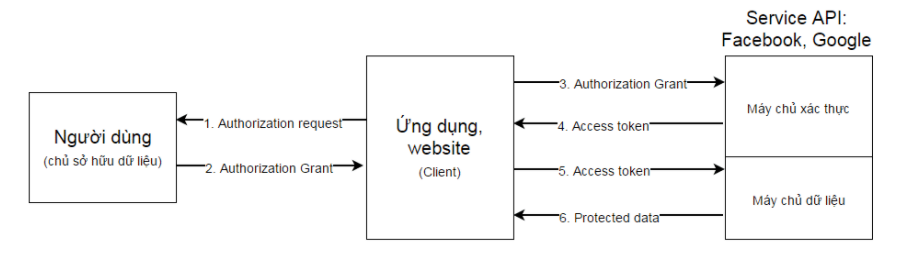 Service API:
Facebook, Google
Người dùng
(chủ sở hữu dữ liệu)
1. Authorization request
2. Authorization Grant
Ứng dụng,
website
(Client)
3. Authorization Grant
4. Access token
5. Access token
6. Protected data
Máy chủ xác thực
Máy chủ dữ liệu